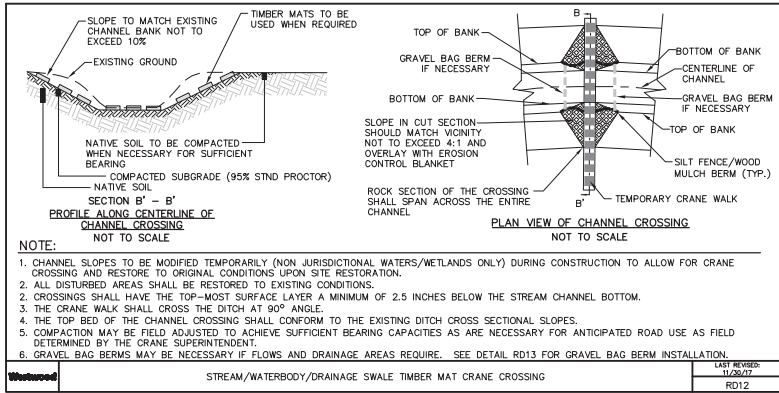 SLOPE TO MATCH EXISTING
CHANNEL BANK NOT TO
EXCEED 10%
EXISTING GROUND
TIMBER MATS TO BE
USED WHEN REQUIRED
NATIVE SOIL TO BE COMPACTED
WHEN NECESSARY FOR SUFFICIENT
BEARING
COMPACTED SUBGRADE (95% STND PROCTOR)
NATIVE SOIL
SECTION B' - B'
PROFILE ALONG CENTERLINE OF
CHANNEL CROSSING
NOT TO SCALE
B
TOP OF BANK
GRAVEL BAG BERM
IF NECESSARY
BOTTOM OF BANK
SLOPE IN CUT SECTION
SHOULD MATCH VICINITY
NOT TO EXCEED 4:1 AND
OVERLAY WITH EROSION
CONTROL BLANKET
ROCK SECTION OF THE CROSSING
SHALL SPAN ACROSS THE ENTIRE
CHANNEL
BOTTOM OF BANK
CENTERLINE OF
CHANNEL
GRAVEL BAG BERM
IF NECESSARY
TOP OF BANK
SILT FENCE/WOOD
MULCH BERM (TYP.)
TEMPORARY CRANE WALK
B'
PLAN VIEW OF CHANNEL CROSSING
NOT TO SCALE
NOTE:
1. CHANNEL SLOPES TO BE MODIFIED TEMPORARILY (NON JURISDICTIONAL WATERS/WETLANDS ONLY) DURING CONSTRUCTION TO ALLOW FOR CRANE
CROSSING AND RESTORE TO ORIGINAL CONDITIONS UPON SITE RESTORATION.
2. ALL DISTURBED AREAS SHALL BE RESTORED TO EXISTING CONDITIONS.
2. CROSSINGS SHALL HAVE THE TOP-MOST SURFACE LAYER A MINIMUM OF 2.5 INCHES BELOW THE STREAM CHANNEL BOTTOM.
3. THE CRANE WALK SHALL CROSS THE DITCH AT 90° ANGLE.
4. THE TOP BED OF THE CHANNEL CROSSING SHALL CONFORM TO THE EXISTING DITCH CROSS SECTIONAL SLOPES.
5. COMPACTION MAY BE FIELD ADJUSTED TO ACHIEVE SUFFICIENT BEARING CAPACITIES AS ARE NECESSARY FOR ANTICIPATED ROAD USE AS FIELD
DETERMINED BY THE CRANE SUPERINTENDENT.
6. GRAVEL BAG BERMS MAY BE NECESSARY IF FLOWS AND DRAINAGE AREAS REQUIRE. SEE DETAIL RD13 FOR GRAVEL BAG BERM INSTALLATION.
Westwood
STREAM/WATERBODY/DRAINAGE SWALE TIMBER MAT CRANE CROSSING
LAST REVISED:
11/30/17
RD12